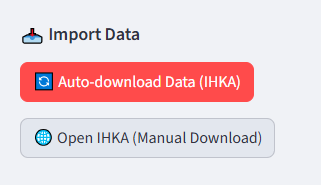 Import Data
Auto-download Data (IHKA)
Open IHKA (Manual Download)